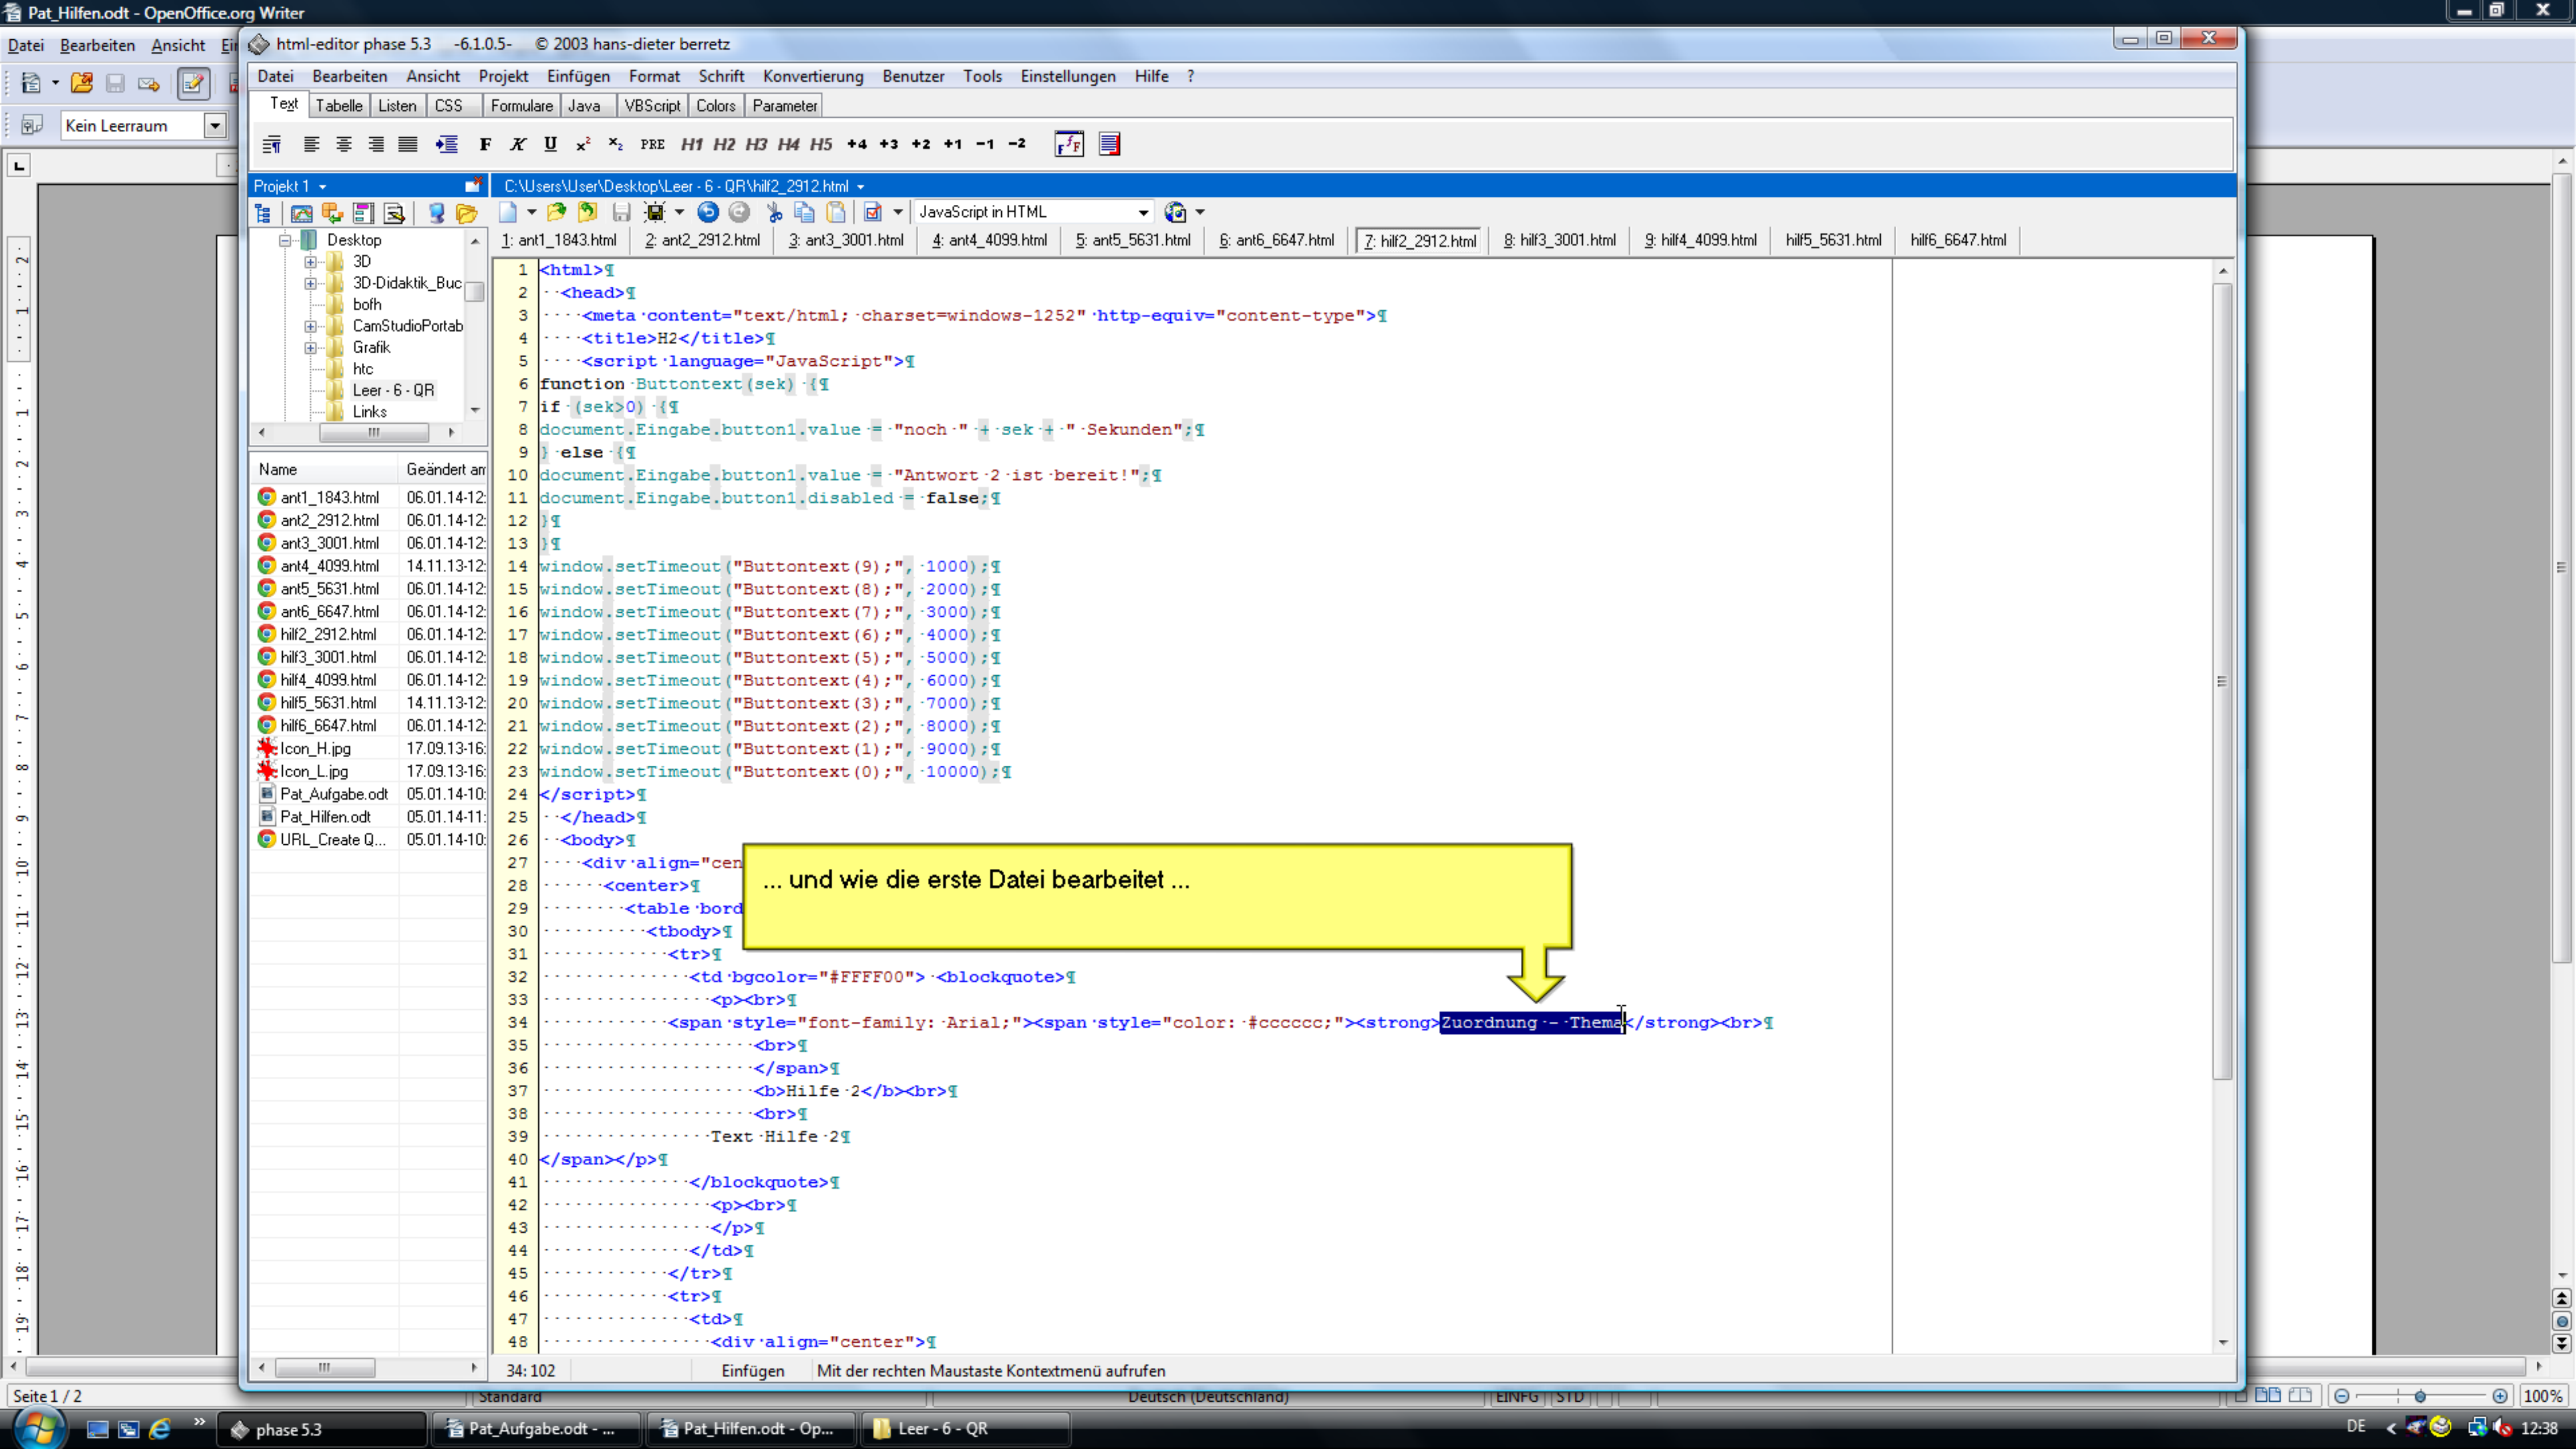 Pat_Hilfen.odt - OpenOffice.org Writer
Datei Bearbeiten Ansicht
html-editor phase 5.3 -6.1.0.5- © 2003 hans-dieter berretz
Datei Bearbeiten Ansicht Projekt Einfügen Format Schrift Konvertierung Benutzer Tools Einstellungen Hilfe ?
Text Tabelle Listen CSS Formulare Java VBScript Colors Parameter
Kein Leerraum
F K U x² x₂ PRE H1 H2 H3 H4 H5 +4 +3 +2 +1 -1 -2
Projekt 1
C:\Users\User\Desktop\Leer - 6 - QR\hilf2_2912.html
JavaScript in HTML
1: ant1_1843.html 2: ant2_2912.html 3: ant3_3001.html 4: ant4_4099.html 5: ant5_5631.html 6: ant6_6647.html 7: hilf2_2912.html 8: hilf3_3001.html 9: hilf4_4099.html hilf5_5631.html hilf6_6647.html
Desktop
3D
3D-Didaktik_Buc
bofh
CamStudioPortab
Grafik
htc
Leer - 6 - QR
Links
Name Geändert am
ant1_1843.html 06.01.14-12:
ant2_2912.html 06.01.14-12:
ant3_3001.html 06.01.14-12:
ant4_4099.html 14.11.13-12:
ant5_5631.html 06.01.14-12:
ant6_6647.html 06.01.14-12:
hilf2_2912.html 06.01.14-12:
hilf3_3001.html 06.01.14-12:
hilf4_4099.html 06.01.14-12:
hilf5_5631.html 14.11.13-12:
hilf6_6647.html 06.01.14-12:
Icon_H.jpg 17.09.13-16:
Icon_L.jpg 17.09.13-16:
Pat_Aufgabe.odt 05.01.14-10:
Pat_Hilfen.odt 05.01.14-11:
URL_Create Q... 05.01.14-10:
1 <html>¶
2 <head>¶
3 <meta content="text/html; charset=windows-1252" http-equiv="content-type">¶
4 <title>H2</title>¶
5 <script language="JavaScript">¶
6 function Buttontext(sek) {¶
7 if (sek>0) {¶
8 document.Eingabe.button1.value = "noch " + sek + " Sekunden";¶
9 } else {¶
10 document.Eingabe.button1.value = "Antwort 2 ist bereit!";¶
11 document.Eingabe.button1.disabled = false;¶
12 }¶
13 }¶
14 window.setTimeout("Buttontext(9);", 1000);¶
15 window.setTimeout("Buttontext(8);", 2000);¶
16 window.setTimeout("Buttontext(7);", 3000);¶
17 window.setTimeout("Buttontext(6);", 4000);¶
18 window.setTimeout("Buttontext(5);", 5000);¶
19 window.setTimeout("Buttontext(4);", 6000);¶
20 window.setTimeout("Buttontext(3);", 7000);¶
21 window.setTimeout("Buttontext(2);", 8000);¶
22 window.setTimeout("Buttontext(1);", 9000);¶
23 window.setTimeout("Buttontext(0);", 10000);¶
24 </script>¶
25 </head>¶
26 <body>¶
27 <div align="cen
28 <center>¶
29 <table bord
30 <tbody>¶
... und wie die erste Datei bearbeitet ...
31 <tr>¶
32 <td bgcolor="#FFFF00"> <blockquote>¶
33 <p><br>¶
34 <span style="font-family: Arial;"><span style="color: #cccccc;"><strong>Zuordnung - Thema</strong><br>¶
35 <br>¶
36 </span>¶
37 <b>Hilfe 2</b><br>¶
38 <br>¶
39 Text Hilfe 2¶
40 </span></p>¶
41 </blockquote>¶
42 <p><br>¶
43 </p>¶
44 </td>¶
45 </tr>¶
46 <tr>¶
47 <td>¶
48 <div align="center">¶
34: 102 Einfügen Mit der rechten Maustaste Kontextmenü aufrufen
Seite 1 / 2 Standard Deutsch (Deutschland) EINFG STD 100%
phase 5.3 Pat_Aufgabe.odt - ... Pat_Hilfen.odt - Op... Leer - 6 - QR DE 12:38